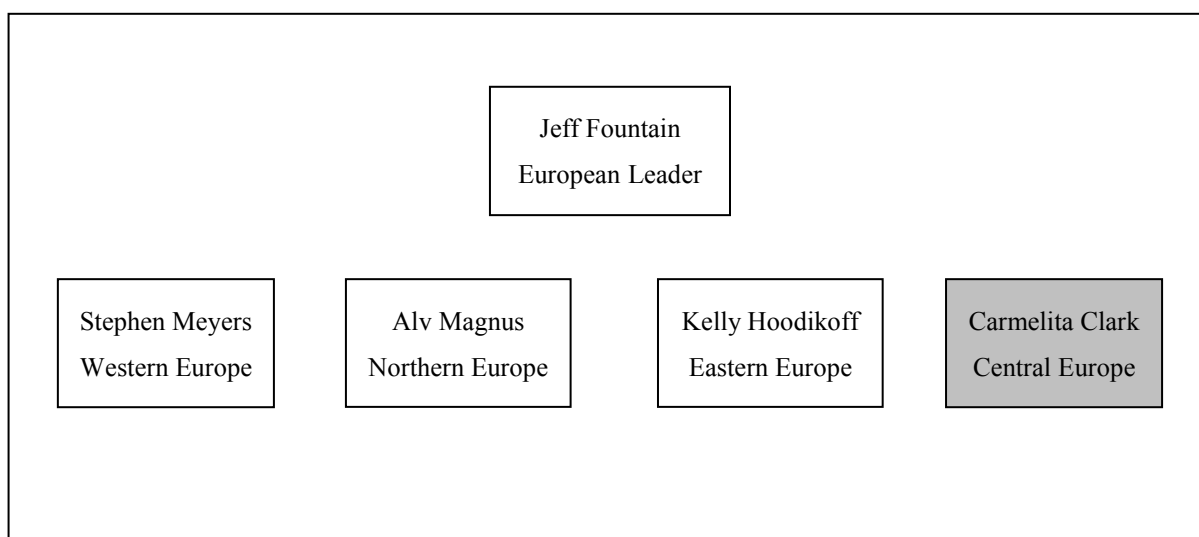 Jeff Fountain
European Leader
Stephen Meyers
Western Europe
Alv Magnus
Northern Europe
Kelly Hoodikoff
Eastern Europe
Carmelita Clark
Central Europe